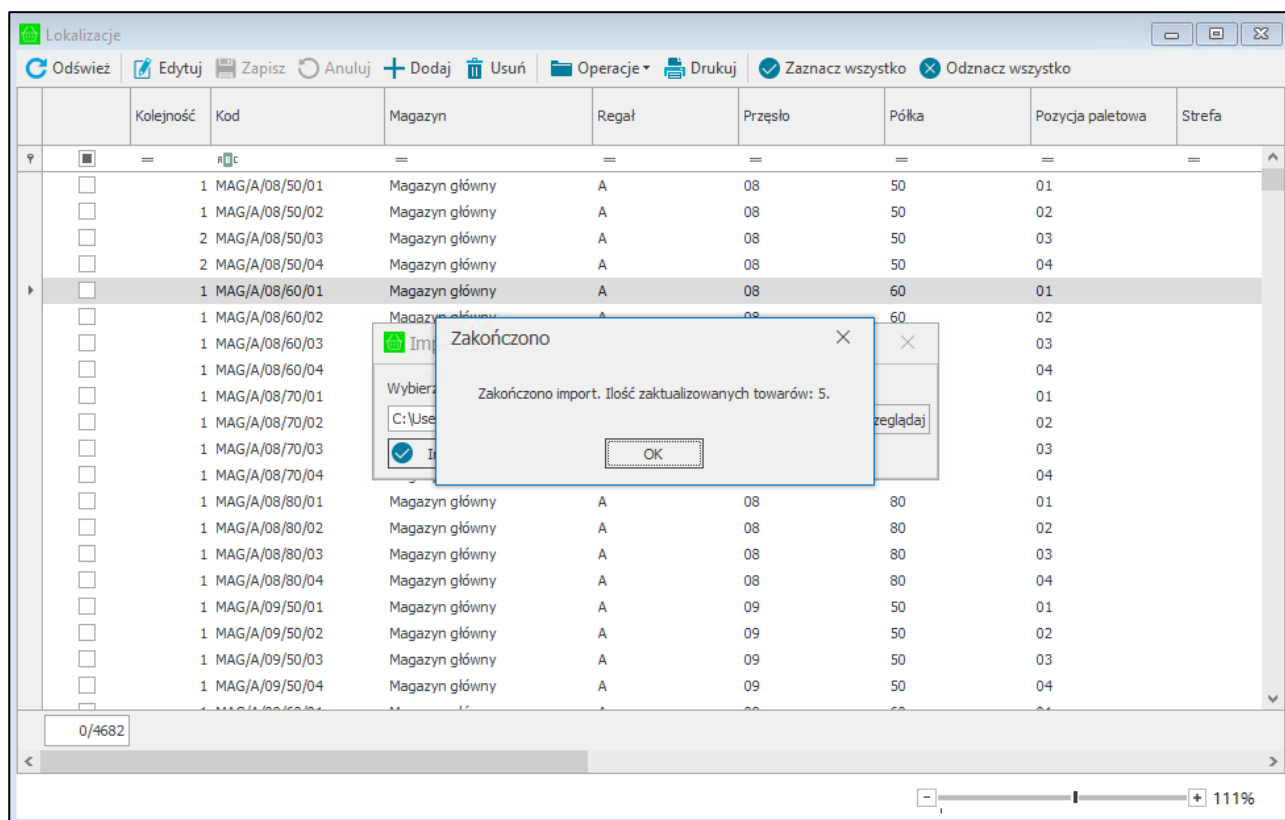 Lokalizacje
Odśwież Edytuj Zapisz Anuluj Dodaj Usuń Operacje Drukuj Zaznacz wszystko Odznacz wszystko
Kolejność Kod Magazyn Regał Przęsło Półka Pozycja paletowa Strefa
= ABC = = = = = =
1 MAG/A/08/50/01 Magazyn główny A 08 50 01
1 MAG/A/08/50/02 Magazyn główny A 08 50 02
2 MAG/A/08/50/03 Magazyn główny A 08 50 03
2 MAG/A/08/50/04 Magazyn główny A 08 50 04
1 MAG/A/08/60/01 Magazyn główny A 08 60 01
1 MAG/A/08/60/02 Magazyn główny A 08 60 02
1 MAG/A/08/60/03 03
1 MAG/A/08/60/04 04
1 MAG/A/08/70/01 01
1 MAG/A/08/70/02 02
1 MAG/A/08/70/03 03
1 MAG/A/08/70/04 04
Zakończono
Zakończono import. Ilość zaktualizowanych towarów: 5.
OK
Imp
Wybierz
C:\Use zeglądaj
1 MAG/A/08/80/01 Magazyn główny A 08 80 01
1 MAG/A/08/80/02 Magazyn główny A 08 80 02
1 MAG/A/08/80/03 Magazyn główny A 08 80 03
1 MAG/A/08/80/04 Magazyn główny A 08 80 04
1 MAG/A/09/50/01 Magazyn główny A 09 50 01
1 MAG/A/09/50/02 Magazyn główny A 09 50 02
1 MAG/A/09/50/03 Magazyn główny A 09 50 03
1 MAG/A/09/50/04 Magazyn główny A 09 50 04
0/4682
111%